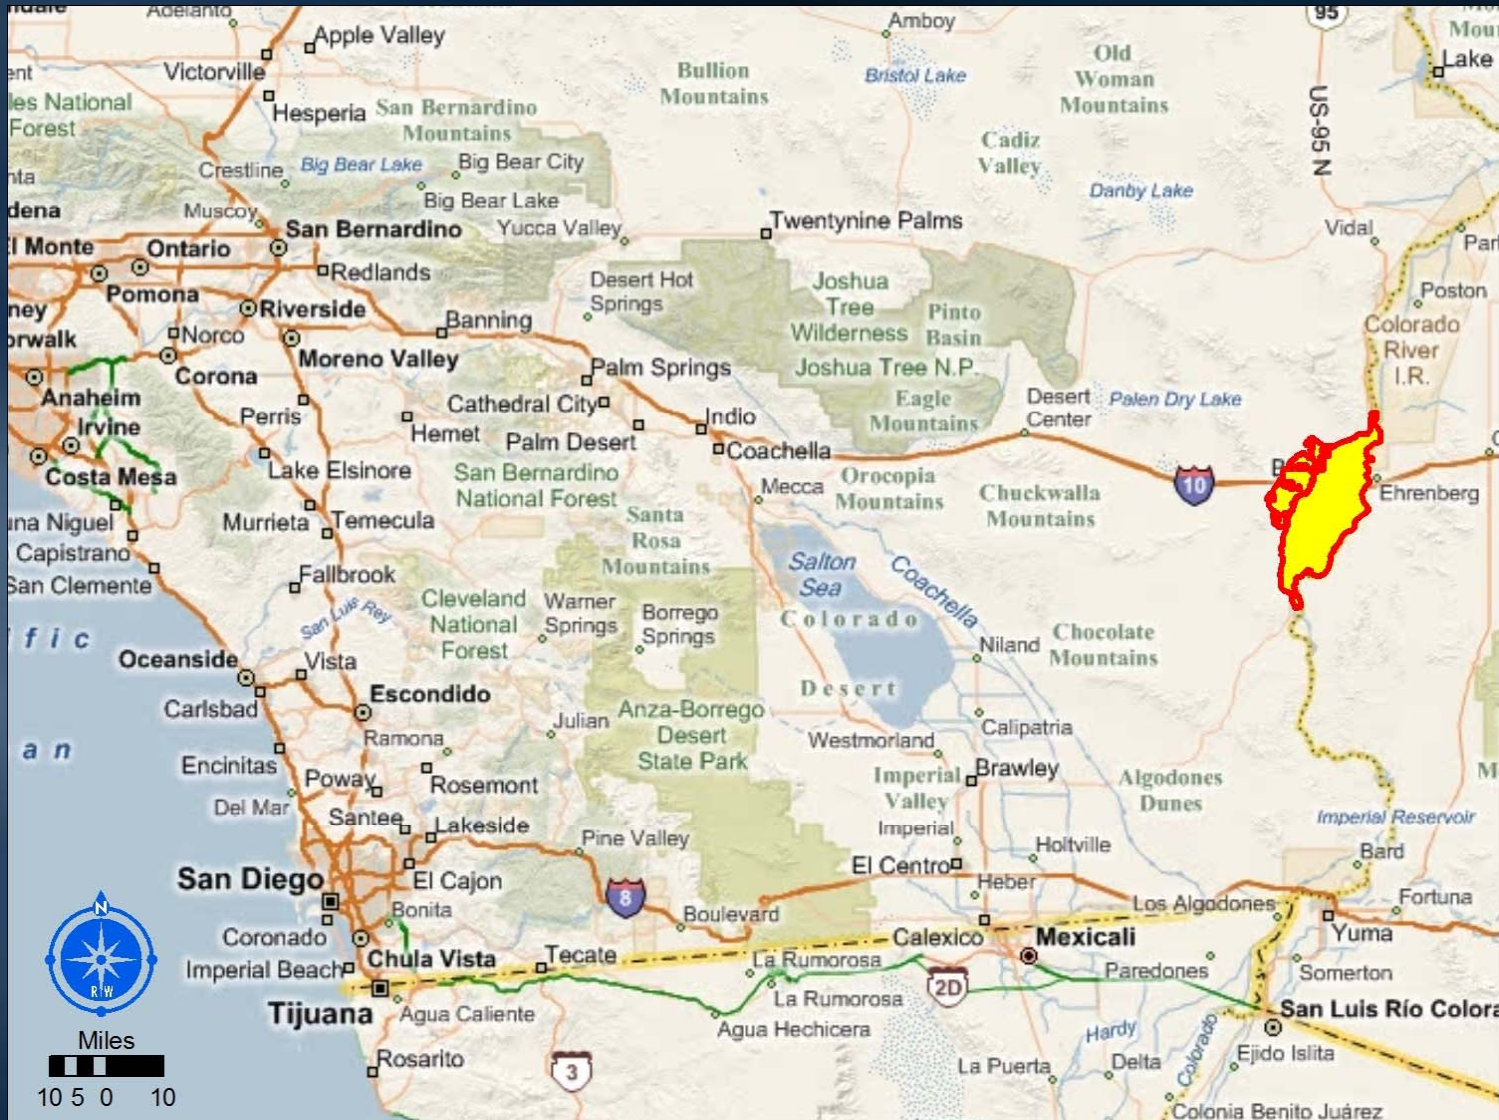 Adelanto
Amboy
95
Apple Valley
Lake
Victorville
Bullion
Mountains
Bristol Lake
Old
Woman
Mountains
US-95 N
les National
Forest
Hesperia
San Bernardino
Mountains
Cadiz
Valley
Crestline
Big Bear Lake
Big Bear City
Danby Lake
Big Bear Lake
dena
Muscoy
San Bernardino
Yucca Valley
Twentynine Palms
Vidal
El Monte
Ontario
Redlands
Desert Hot
Springs
Joshua
Tree
Wilderness
Pinto
Basin
Poston
Pomona
Riverside
Banning
Colorado
River
I.R.
ney
orwalk
Norco
Moreno Valley
Joshua Tree N.P.
Corona
Palm Springs
Anaheim
Perris
Cathedral City
Eagle
Mountains
Desert
Center
Palen Dry Lake
Irvine
Hemet
Palm Desert
Indio
Coachella
Costa Mesa
Lake Elsinore
San Bernardino
National Forest
Mecca
Orocopia
Mountains
Chuckwalla
Mountains
10
Ehrenberg
una Niguel
Murrieta
Temecula
Santa
Rosa
Mountains
Capistrano
San Clemente
Fallbrook
Salton
Sea
Coachella
San Luis Rey
Cleveland
National
Forest
Warner
Springs
Borrego
Springs
Colorado
Desert
Niland
Chocolate
Mountains
ific
Oceanside
Vista
Carlsbad
Escondido
Calipatria
an
Ramona
Julian
Anza-Borrego
Desert
State Park
Westmorland
Encinitas
Poway
Rosemont
Imperial
Valley
Brawley
Algodones
Dunes
Del Mar
Santee
Lakeside
Pine Valley
Imperial
Holtville
Imperial Reservoir
Bard
San Diego
El Cajon
8
El Centro
Heber
Los Algodones
Fortuna
N
Bonita
Boulevard
Coronado
Calexico
Mexicali
Yuma
Imperial Beach
Chula Vista
Tecate
La Rumorosa
Paredones
Somerton
R W
Tijuana
Agua Caliente
La Rumorosa
2D
San Luis Río Colora
Agua Hechicera
Hardy
Colorado
Miles
Rosarito
3
La Puerta
Delta
Ejido Islita
10 5 0 10
Colonia Benito Juárez